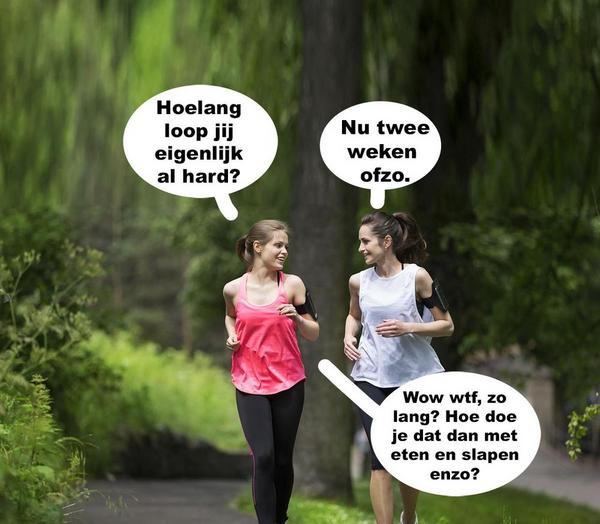 Hoelang
loop jij
eigenlijk
al hard?
Nu twee
weken
ofzo.
Wow wtf, zo
lang? Hoe doe
je dat dan met
eten en slapen
enzo?